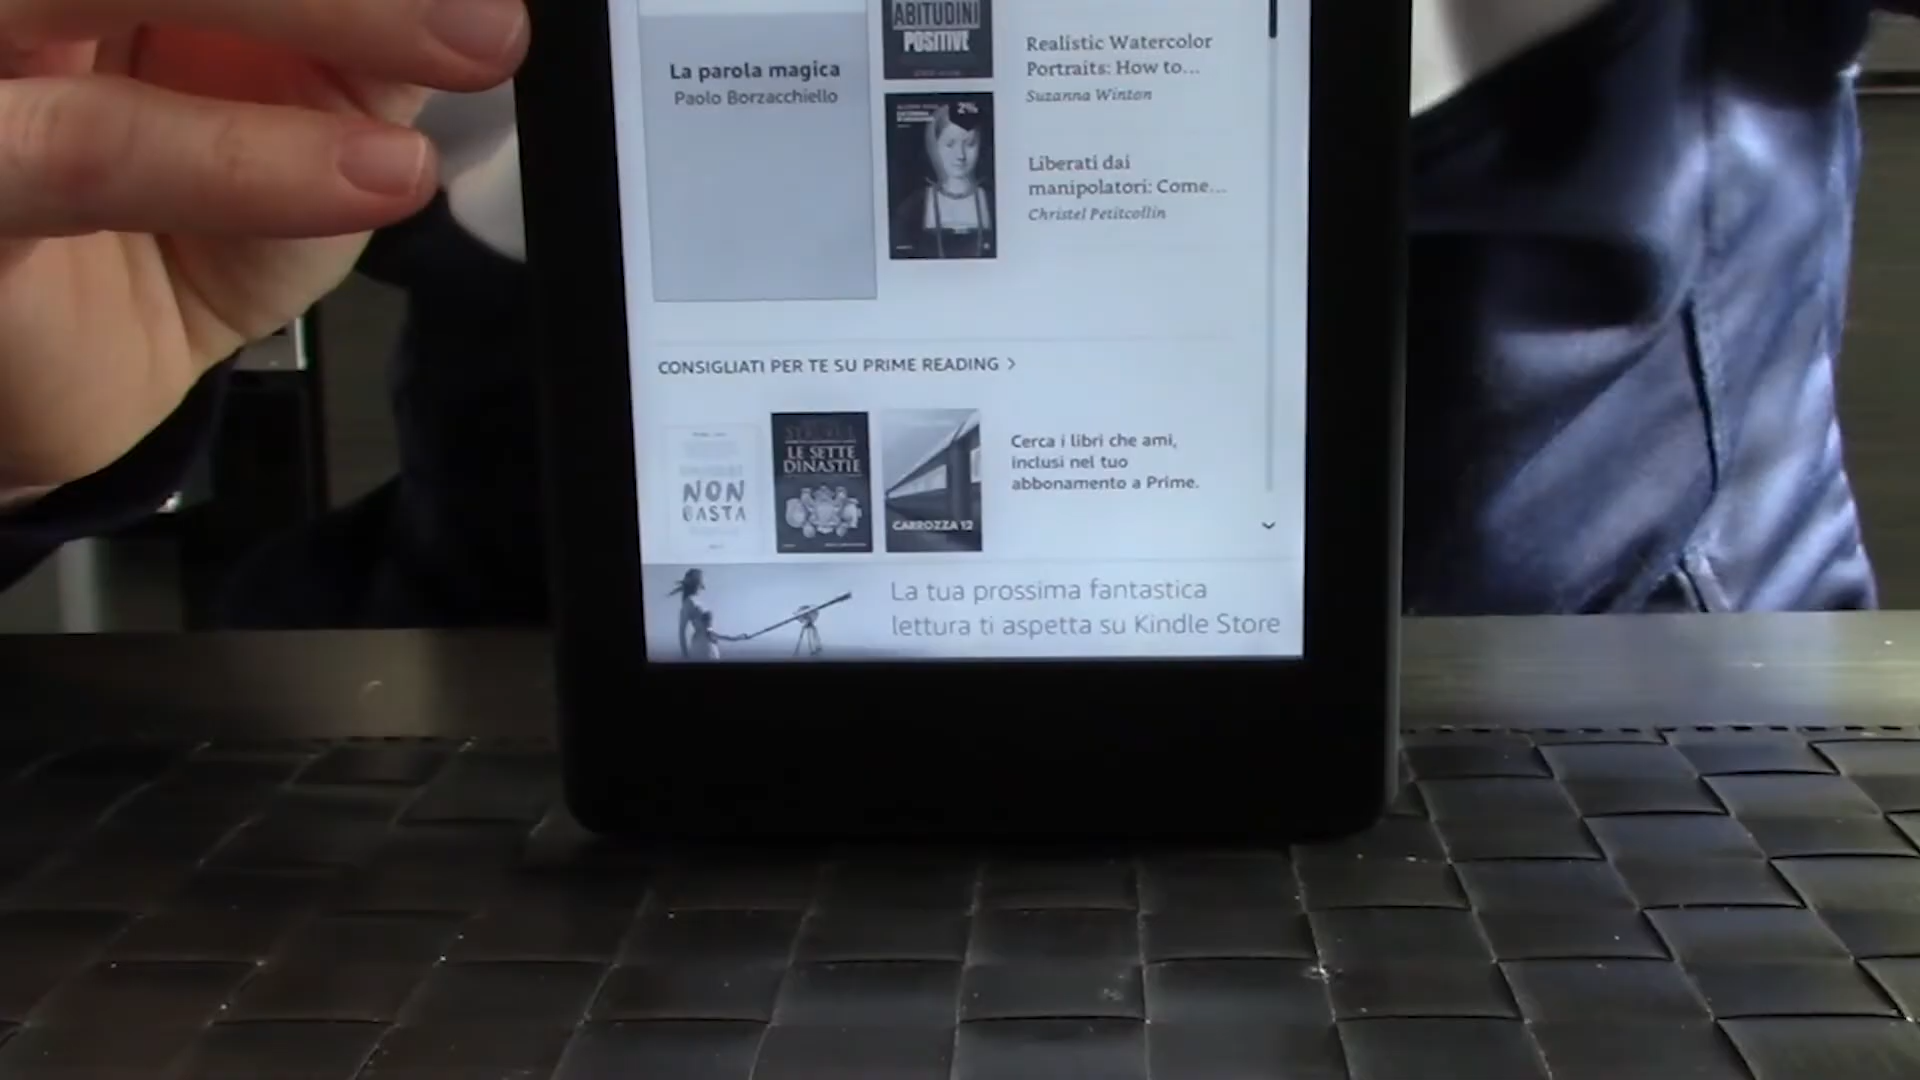 La parola magica
Paolo Borzacchiello
ABITUDINI
POSITIVE
2%
Realistic Watercolor
Portraits: How to...
Suzanna Winton
Liberati dai
manipolatori: Come...
Christel Petitcollin
CONSIGLIATI PER TE SU PRIME READING >
NON
BASTA
LE SETTE
DINASTIE
CARROZZA 12
Cerca i libri che ami,
inclusi nel tuo
abbonamento a Prime.
La tua prossima fantastica
lettura ti aspetta su Kindle Store